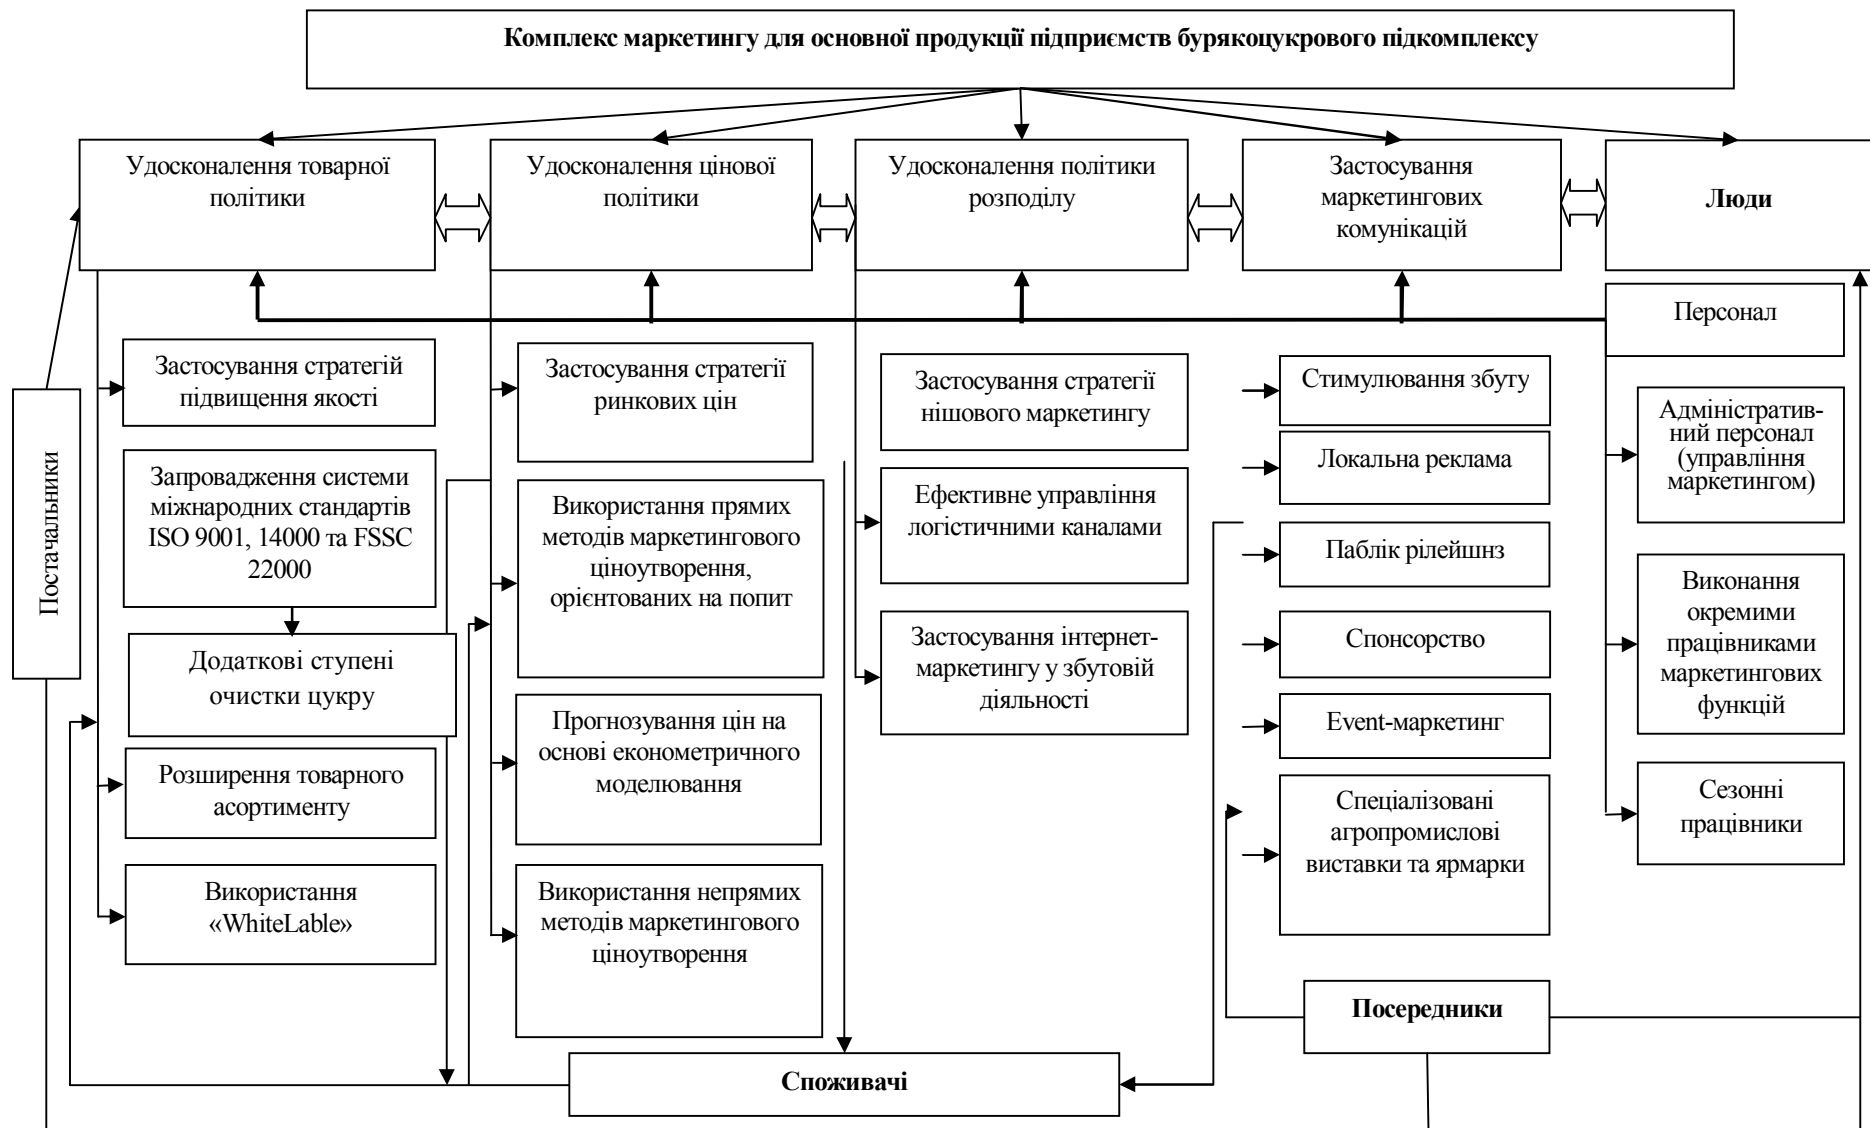 Комплекс маркетингу для основної продукції підприємств бурякоцукрового підкомплексу
Удосконалення товарної
політики
Удосконалення цінової
політики
Удосконалення політики
розподілу
Застосування
маркетингових
комунікацій
Люди
Персонал
Постачальники
Застосування стратегій
підвищення якості
Запровадження системи
міжнародних стандартів
ISO 9001, 14000 та FSSC
22000
Додаткові ступені
очистки цукру
Розширення товарного
асортименту
Використання
«WhiteLable»
Застосування стратегії
ринкових цін
Використання прямих
методів маркетингового
ціноутворення,
орієнтованих на попит
Прогнозування цін на
основі економетричного
моделювання
Використання непрямих
методів маркетингового
ціноутворення
Застосування стратегії
нішового маркетингу
Ефективне управління
логістичними каналами
Застосування інтернет-
маркетингу у збутовій
діяльності
Стимулювання збуту
Локальна реклама
Паблік рілейшнз
Спонсорство
Event-маркетинг
Спеціалізовані
агропромислові
виставки та ярмарки
Адміністратив-
ний персонал
(управління
маркетингом)
Виконання
окремими
працівниками
маркетингових
функцій
Сезонні
працівники
Посередники
Споживачі